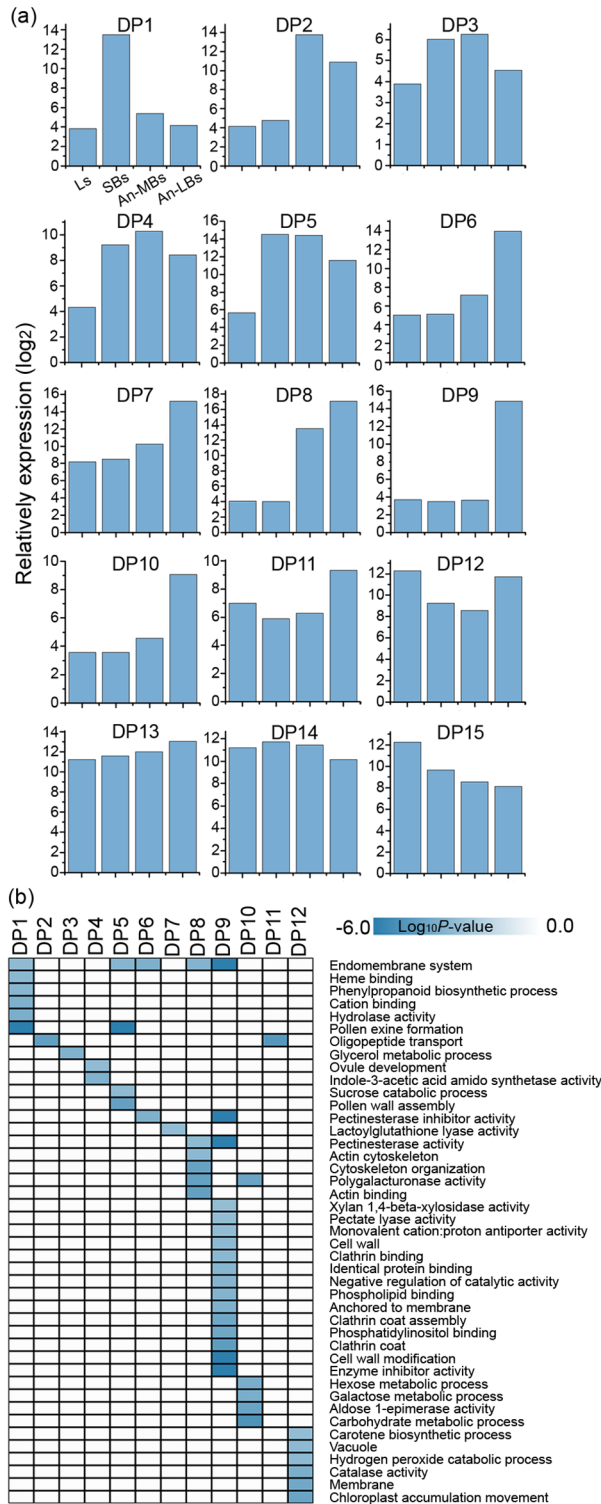 (a)
DP1
DP2
DP3
14
12
10
8
6
4
2
0
14
12
10
8
6
4
2
0
6
5
4
3
2
1
0
Ls
SBs
An-MBs
An-LBs
Relatively expression (log2)
DP4
DP5
DP6
10
8
6
4
2
0
16
14
12
10
8
6
4
2
0
14
12
10
8
6
4
2
0
DP7
DP8
DP9
16
14
12
10
8
6
4
2
0
18
16
14
12
10
8
6
4
2
0
16
14
12
10
8
6
4
2
0
DP10
DP11
DP12
10
8
6
4
2
0
10
8
6
4
2
0
12
10
8
6
4
2
0
DP13
DP14
DP15
14
12
10
8
6
4
2
0
12
10
8
6
4
2
0
12
10
8
6
4
2
0
(b)
DP1
DP2
DP3
DP4
DP5
DP6
DP7
DP8
DP9
DP10
DP11
DP12
-6.0 Log10P-value 0.0
Endomembrane system
Heme binding
Phenylpropanoid biosynthetic process
Cation binding
Hydrolase activity
Pollen exine formation
Oligopeptide transport
Glycerol metabolic process
Ovule development
Indole-3-acetic acid amido synthetase activity
Sucrose catabolic process
Pollen wall assembly
Pectinesterase inhibitor activity
Lactoylglutathione lyase activity
Pectinesterase activity
Actin cytoskeleton
Cytoskeleton organization
Polygalacturonase activity
Actin binding
Xylan 1,4-beta-xylosidase activity
Pectate lyase activity
Monovalent cation:proton antiporter activity
Cell wall
Clathrin binding
Identical protein binding
Negative regulation of catalytic activity
Phospholipid binding
Anchored to membrane
Clathrin coat assembly
Phosphatidylinositol binding
Clathrin coat
Cell wall modification
Enzyme inhibitor activity
Hexose metabolic process
Galactose metabolic process
Aldose 1-epimerase activity
Carbohydrate metabolic process
Carotene biosynthetic process
Vacuole
Hydrogen peroxide catabolic process
Catalase activity
Membrane
Chloroplast accumulation movement